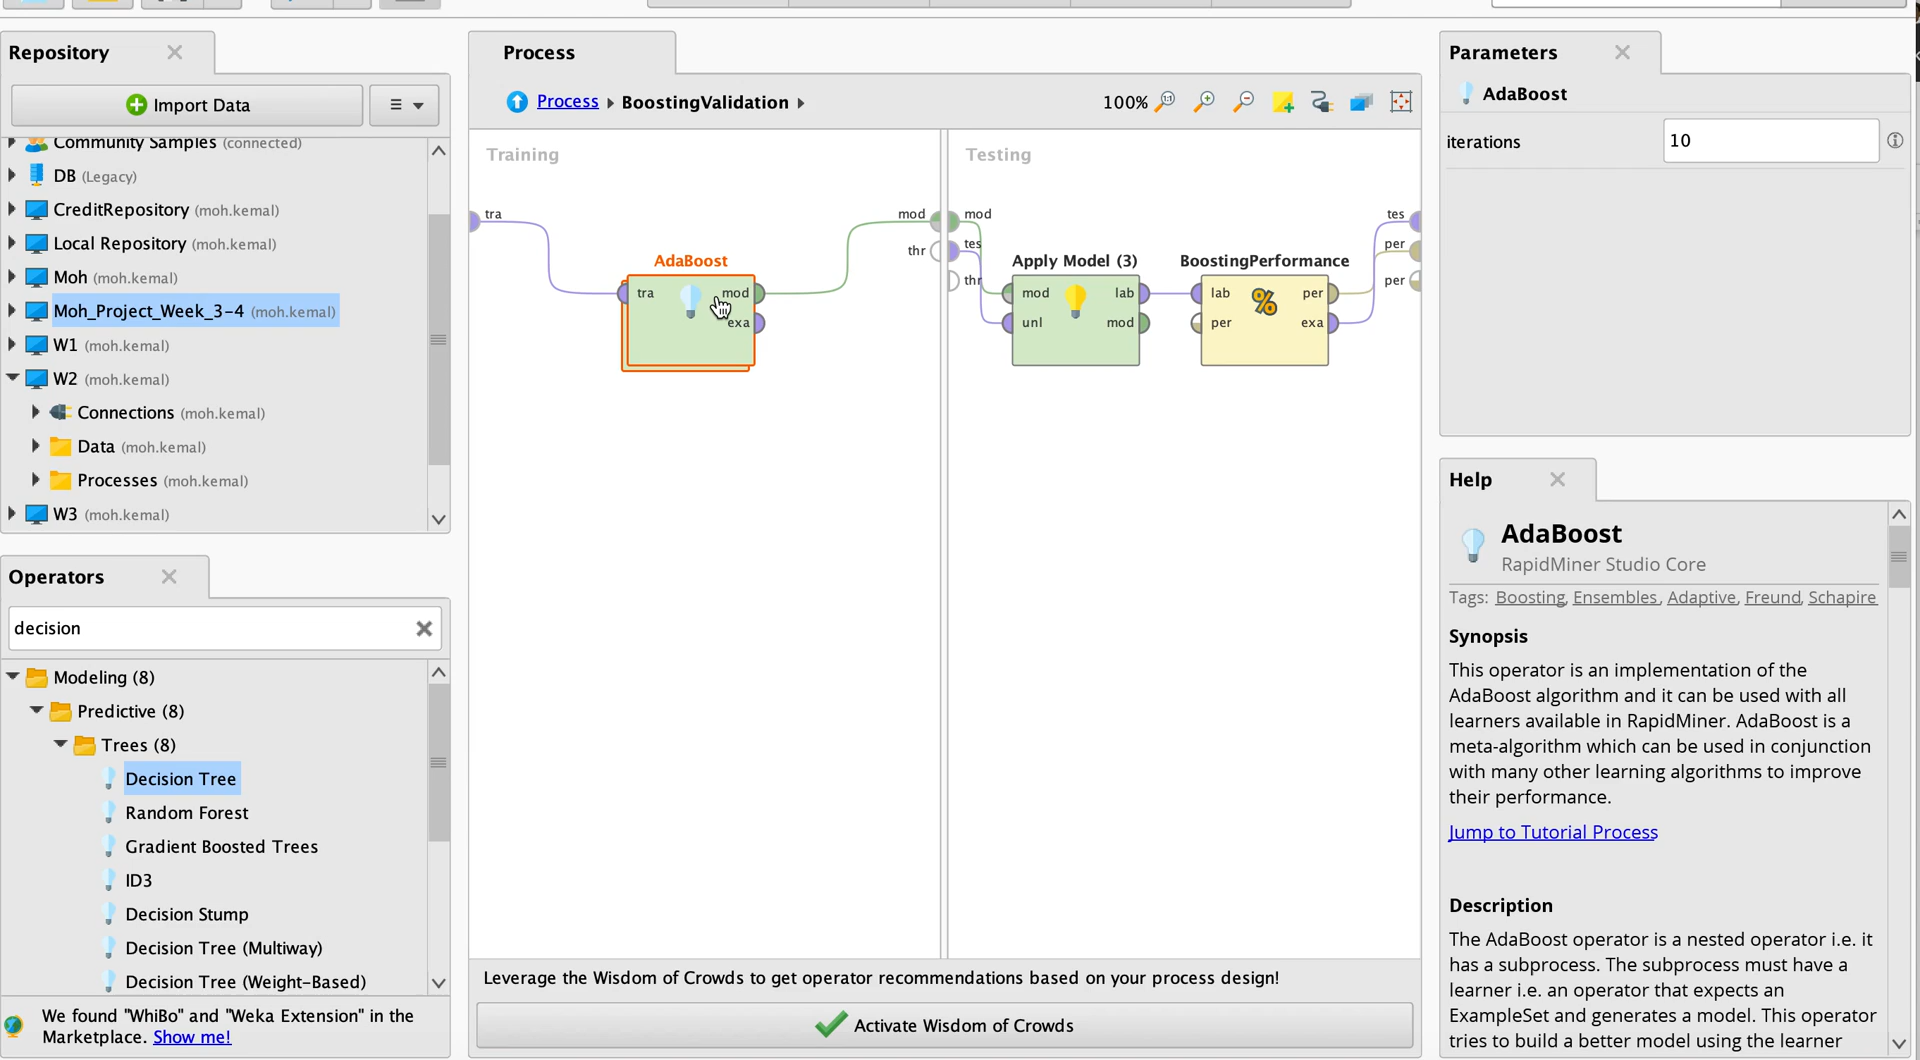 Repository
Import Data
Community Samples (connected)
DB (Legacy)
CreditRepository (moh.kemal)
Local Repository (moh.kemal)
Moh (moh.kemal)
Moh_Project_Week_3-4 (moh.kemal)
W1 (moh.kemal)
W2 (moh.kemal)
Connections (moh.kemal)
Data (moh.kemal)
Processes (moh.kemal)
W3 (moh.kemal)
Operators
decision
Modeling (8)
Predictive (8)
Trees (8)
Decision Tree
Random Forest
Gradient Boosted Trees
ID3
Decision Stump
Decision Tree (Multiway)
Decision Tree (Weight-Based)
We found "WhiBo" and "Weka Extension" in the
Marketplace. Show me!
Process
Process BoostingValidation
100%
1:1
Training
tra
AdaBoost
tra mod
exa
mod
thr
Testing
mod
tes
thr
Apply Model (3)
mod lab
unl mod
BoostingPerformance
lab per
per exa
%
tes
per
per
Leverage the Wisdom of Crowds to get operator recommendations based on your process design!
Activate Wisdom of Crowds
Parameters
AdaBoost
iterations 10
Help
AdaBoost
RapidMiner Studio Core
Tags: Boosting, Ensembles, Adaptive, Freund, Schapire
Synopsis
This operator is an implementation of the
AdaBoost algorithm and it can be used with all
learners available in RapidMiner. AdaBoost is a
meta-algorithm which can be used in conjunction
with many other learning algorithms to improve
their performance.
Jump to Tutorial Process
Description
The AdaBoost operator is a nested operator i.e. it
has a subprocess. The subprocess must have a
learner i.e. an operator that expects an
ExampleSet and generates a model. This operator
tries to build a better model using the learner